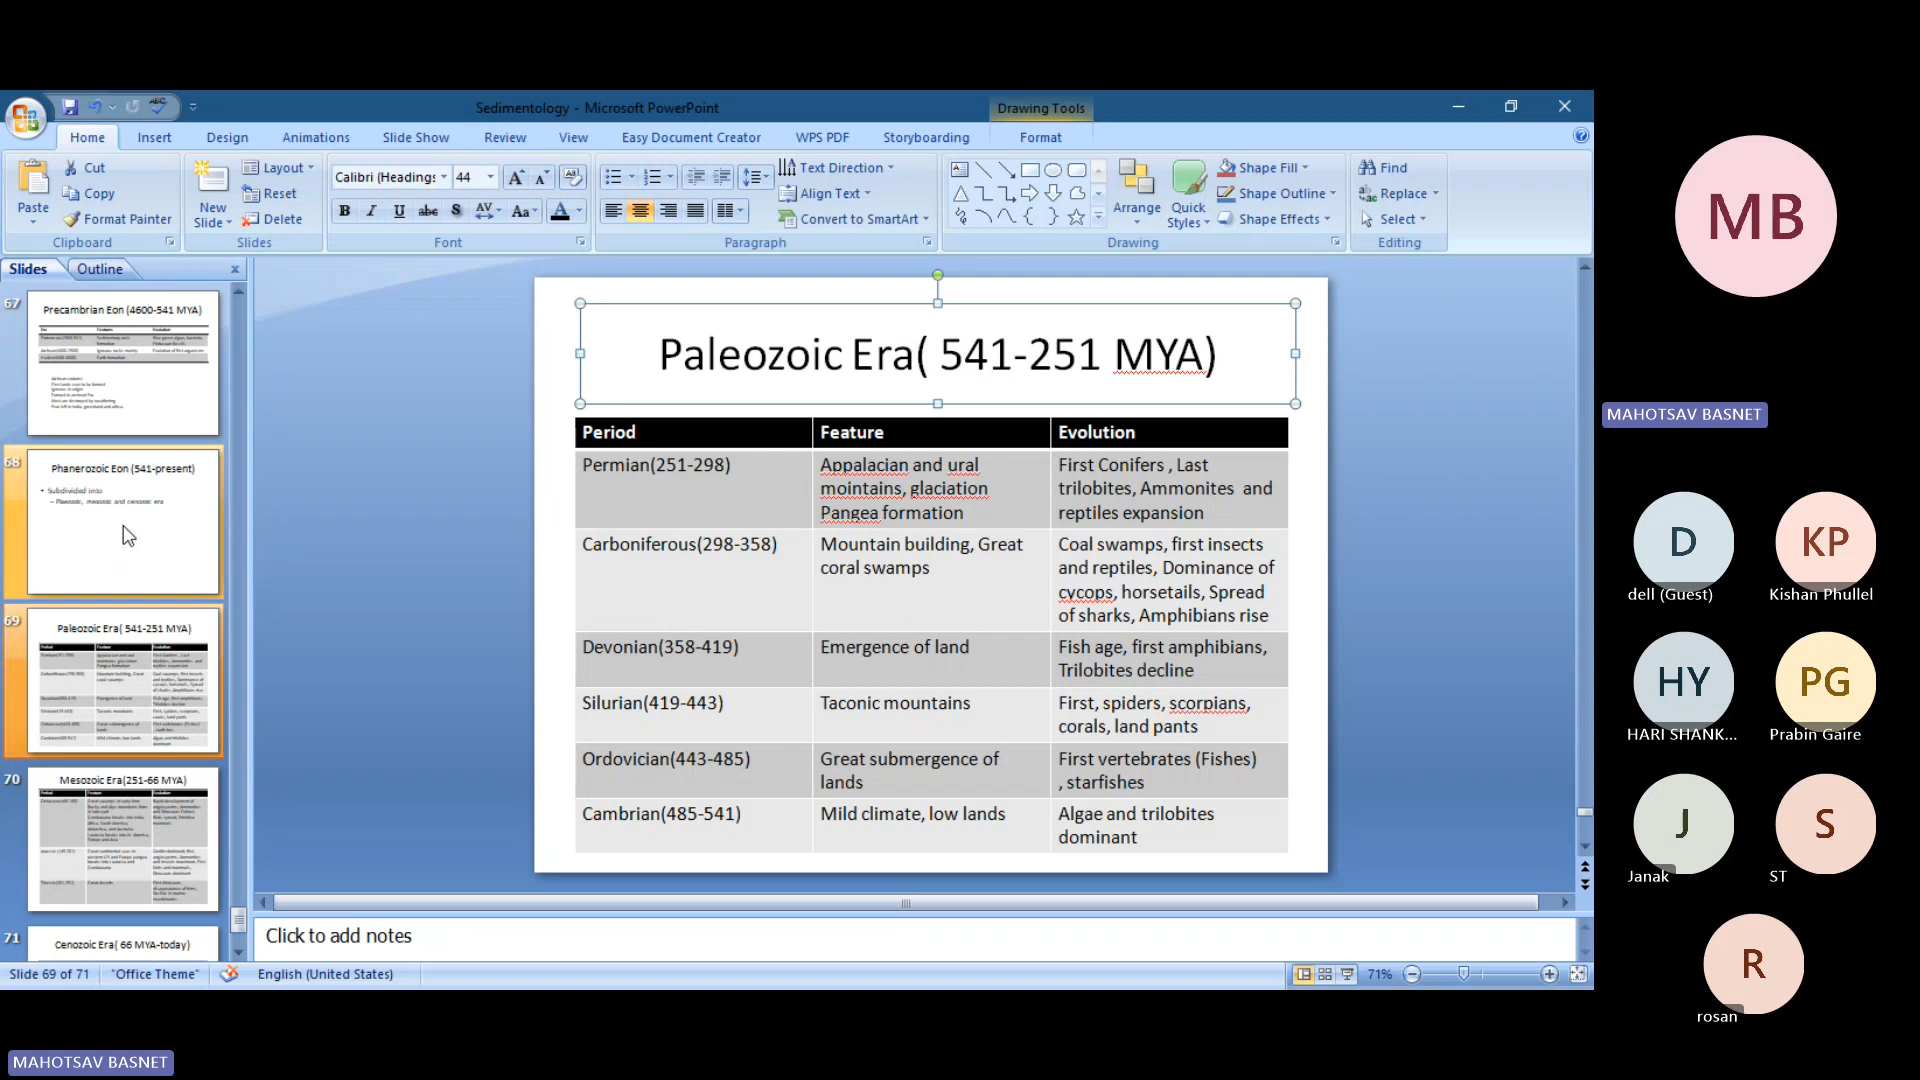 Sedimentology - Microsoft PowerPoint
Drawing Tools
Home Insert Design Animations Slide Show Review View Easy Document Creator WPS PDF Storyboarding Format
Paste
Cut
Copy
Format Painter
Clipboard
New
Slide
Layout
Reset
Delete
Slides
Calibri (Headings 44
Font
Text Direction
Align Text
Convert to SmartArt
Paragraph
Arrange
Quick
Styles
Shape Fill
Shape Outline
Shape Effects
Drawing
Find
Replace
Select
Editing
Slides Outline
67
Precambrian Eon (4600-541 MYA)
68
Phanerozoic Eon (541-present)
• Subdivided into
69
Paleozoic Era( 541-251 MYA)
70
Mesozoic Era(251-66 MYA)
71
Cenozoic Era( 66 MYA-today)
Paleozoic Era( 541-251 MYA)
Period Feature Evolution
Permian(251-298)
Appalacian and ural
mointains, glaciation
Pangea formation
First Conifers , Last
trilobites, Ammonites and
reptiles expansion
Carboniferous(298-358)
Mountain building, Great
coral swamps
Coal swamps, first insects
and reptiles, Dominance of
cycops, horsetails, Spread
of sharks, Amphibians rise
Devonian(358-419)
Emergence of land
Fish age, first amphibians,
Trilobites decline
Silurian(419-443)
Taconic mountains
First, spiders, scorpians,
corals, land pants
Ordovician(443-485)
Great submergence of
lands
First vertebrates (Fishes)
, starfishes
Cambrian(485-541)
Mild climate, low lands
Algae and trilobites
dominant
Click to add notes
Slide 69 of 71 "Office Theme" English (United States) 71%
MB
MAHOTSAV BASNET
D
dell (Guest)
KP
Kishan Phullel
HY
HARI SHANK...
PG
Prabin Gaire
J
Janak
S
ST
R
rosan
MAHOTSAV BASNET